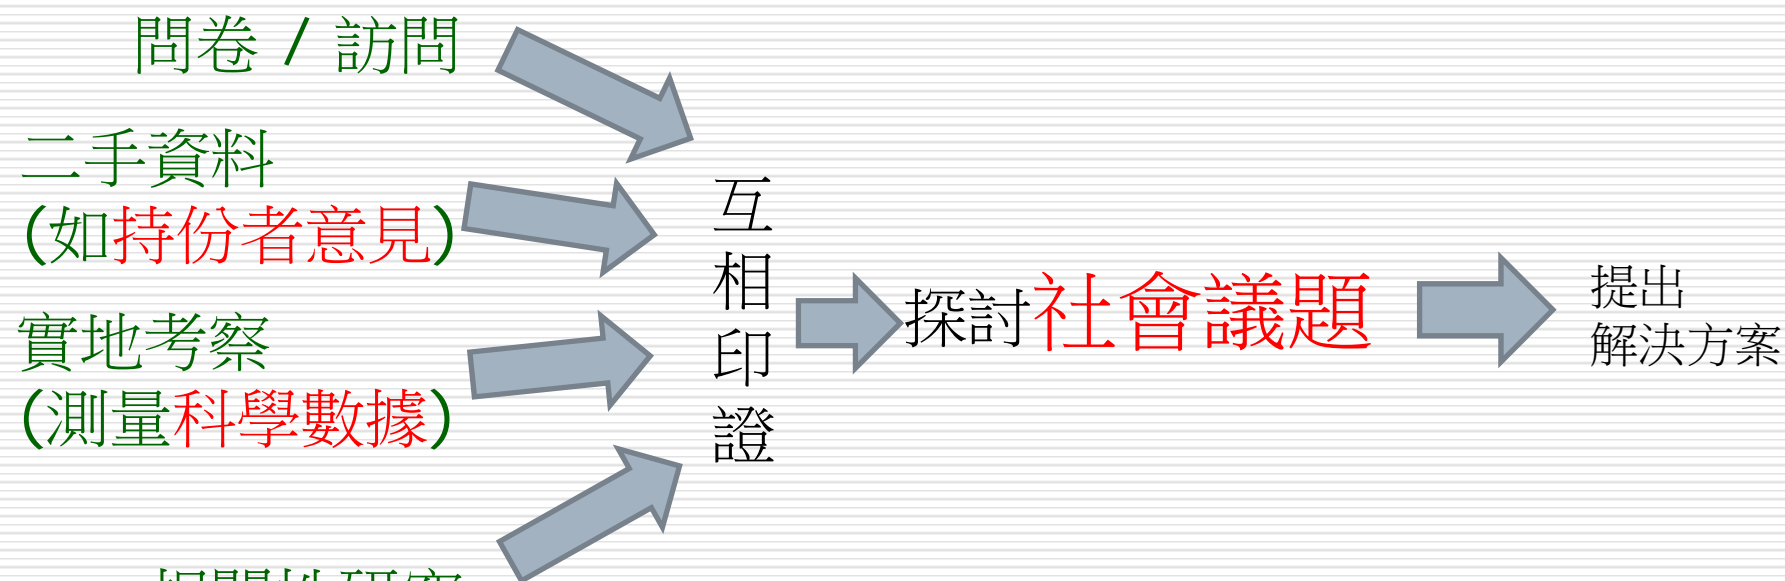 問卷 / 訪問
二手資料
(如持份者意見)
實地考察
(測量科學數據)
互
相
印
證
探討社會議題
提出
解決方案